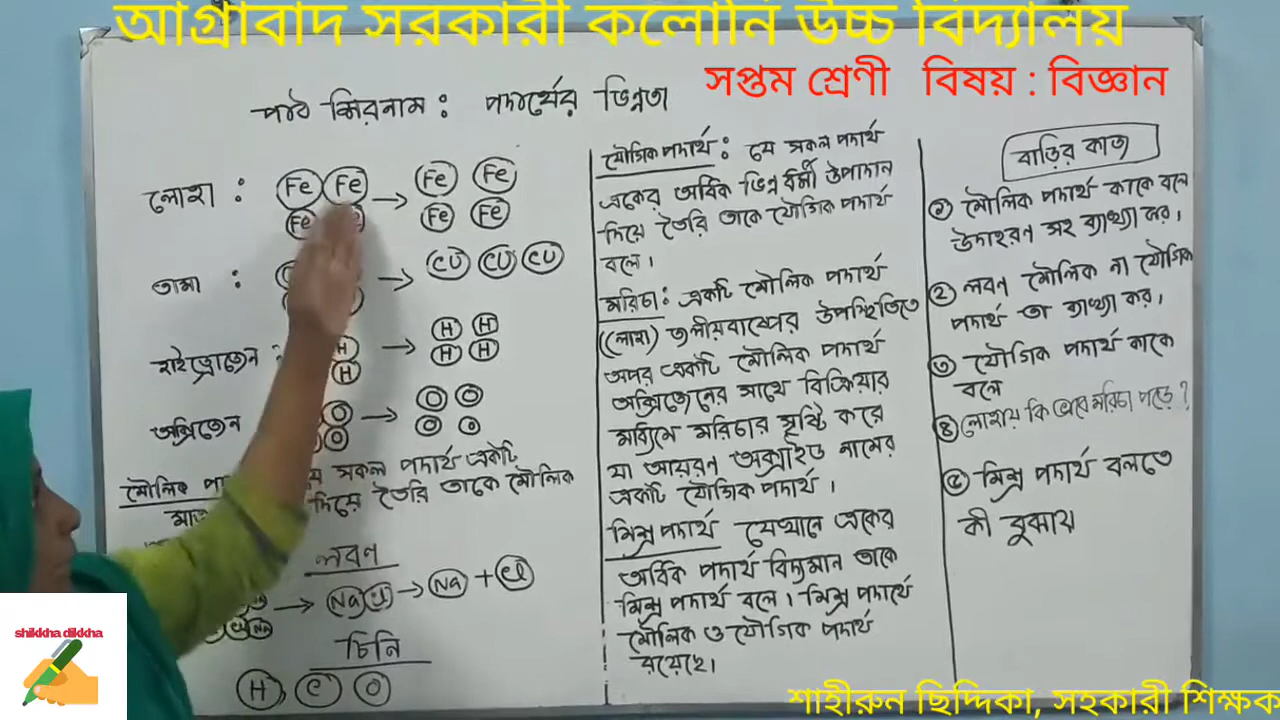 আগ্রাবাদ সরকারী কলোনি উচ্চ বিদ্যালয়
সপ্তম শ্রেণী বিষয় : বিজ্ঞান
পাঠ শিরনাম : পদার্থের ভিন্নতা
লোহা : Fe Fe → Fe Fe
Fe Fe Fe
তামা : → CU CU CU
হাইড্রোজেন : H → H H
H H H
অক্সিজেন O → O O
O O O
মৌলিক যে সকল পদার্থ একটি
মাত্র দিয়ে তৈরি তাকে মৌলিক
লবণ
→ Na Cl → Na + Cl
চিনি
H, C O
যৌগিক পদার্থ : যে সকল পদার্থ
একের অধিক ভিন্ন ধর্মী উপাদান
দিয়ে তৈরি তাকে যৌগিক পদার্থ
বলে।
মরিচা : একটি মৌলিক পদার্থ
(লোহা) জলীয়বাষ্পের উপস্থিতিতে
অপর একটি মৌলিক পদার্থ
অক্সিজেনের সাথে বিক্রিয়ার
মাধ্যমে মরিচার সৃষ্টি করে
যা আয়রণ অক্সাইড নামের
একটি যৌগিক পদার্থ।
মিশ্র পদার্থ যেখানে একের
অধিক পদার্থ বিদ্যমান তাকে
মিশ্র পদার্থ বলে। মিশ্র পদার্থে
মৌলিক ও যৌগিক পদার্থ
রয়েছে।
বাড়ির কাজ
১ মৌলিক পদার্থ কাকে বলে
উদাহরন সহ ব্যাখ্যা কর।
২ লবণ মৌলিক না যৌগিক
পদার্থ তা ব্যাখ্যা কর।
৩ যৌগিক পদার্থ কাকে
বলে
৪ লোহায় কি ভাবে মরিচা পড়ে?
৫ মিশ্র পদার্থ বলতে
কী বুঝায়
shikkha dikkha
শাহীরুন ছিদ্দিকা, সহকারী শিক্ষক